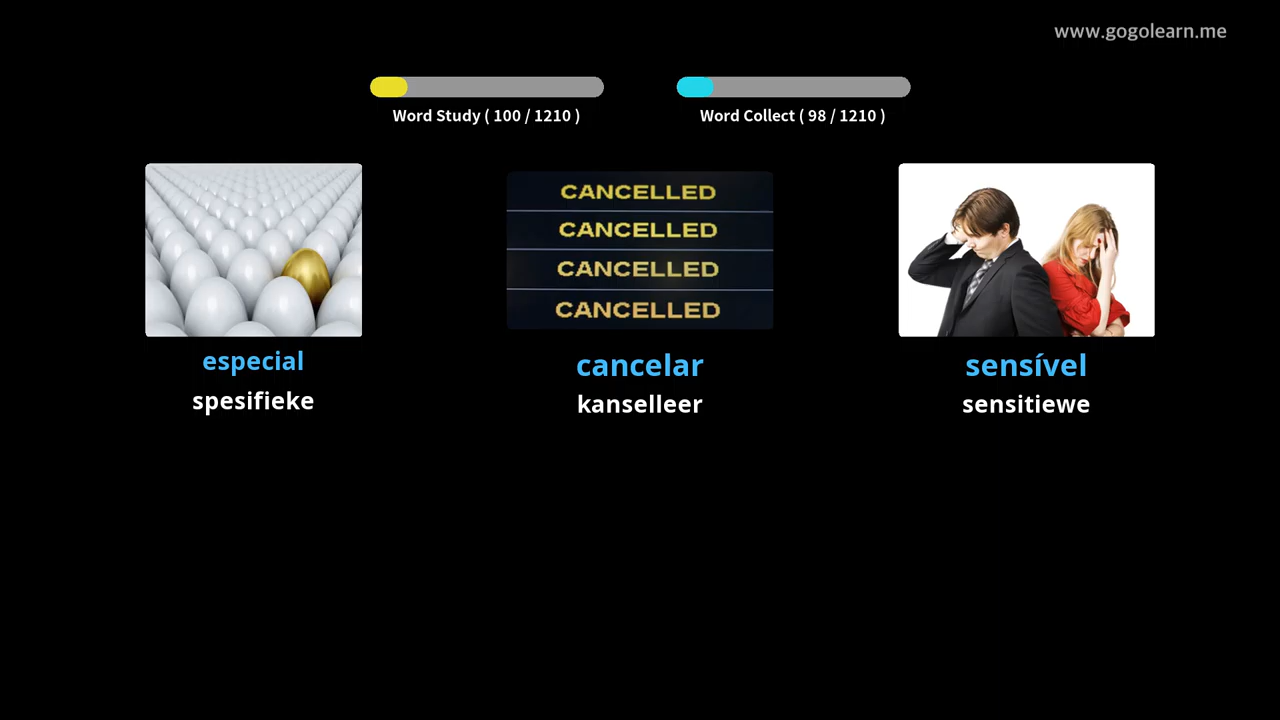 www.gogolearn.me
Word Study ( 100 / 1210 )
Word Collect ( 98 / 1210 )
CANCELLED
CANCELLED
CANCELLED
CANCELLED
especial
cancelar
sensível
spesifieke
kanselleer
sensitiewe